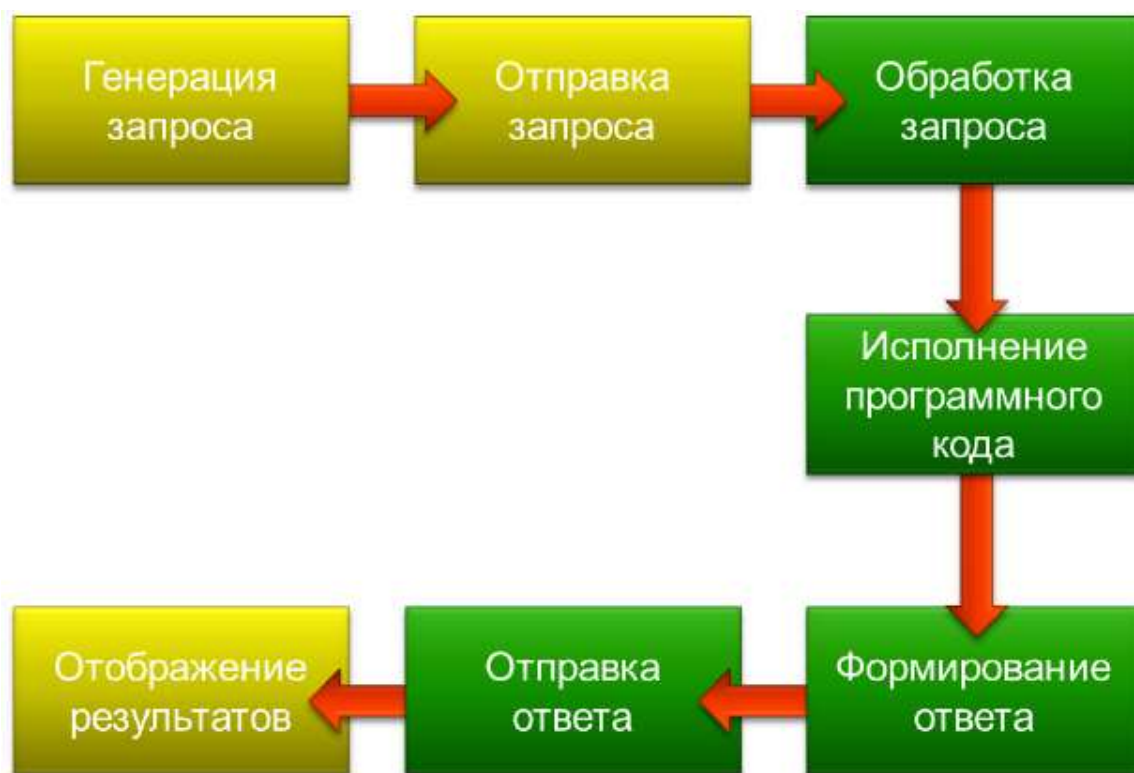 Генерация
запроса
Отправка
запроса
Обработка
запроса
Исполнение
программного
кода
Формирование
ответа
Отправка
ответа
Отображение
результатов